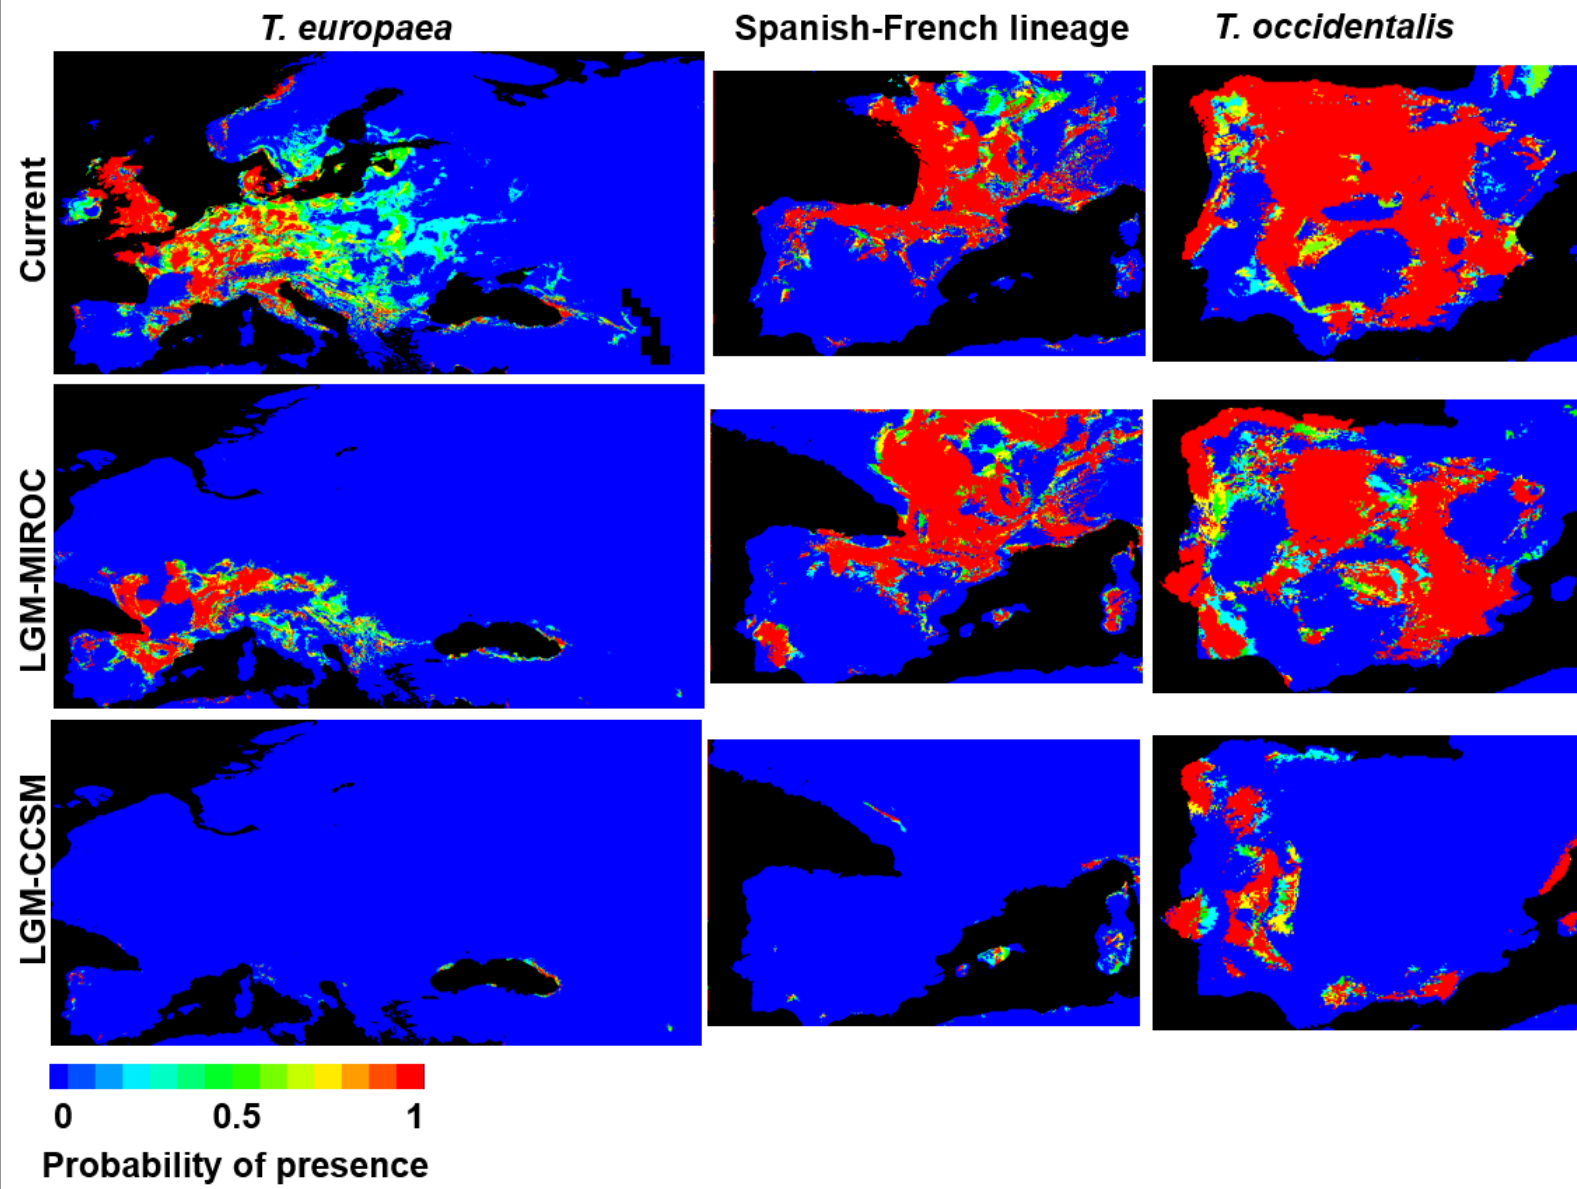 T. europaea
Spanish-French lineage
T. occidentalis
Current
LGM-MIROC
LGM-CCSM
0 0.5 1
Probability of presence